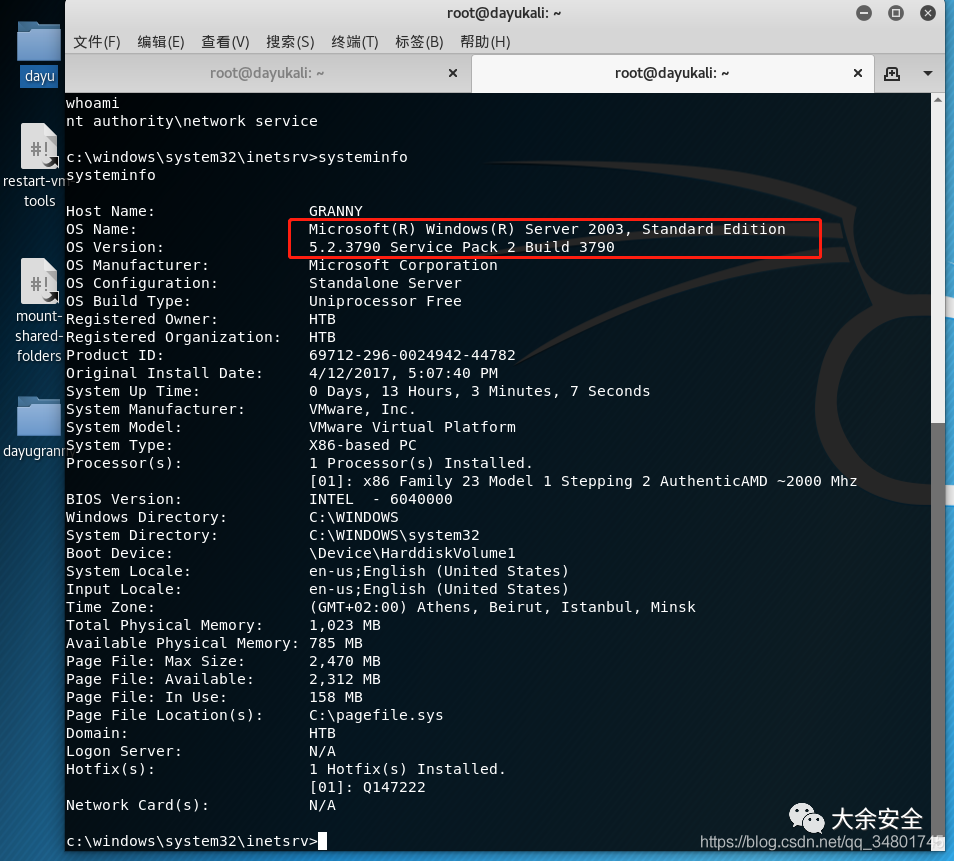 root@dayukali: ~
文件(F) 编辑(E) 查看(V) 搜索(S) 终端(T) 标签(B) 帮助(H)
root@dayukali: ~ × root@dayukali: ~ ×
dayu
restart-vm
tools
mount-
shared-
folders
dayugrann
whoami
nt authority\network service
c:\windows\system32\inetsrv>systeminfo
systeminfo
Host Name: GRANNY
OS Name: Microsoft(R) Windows(R) Server 2003, Standard Edition
OS Version: 5.2.3790 Service Pack 2 Build 3790
OS Manufacturer: Microsoft Corporation
OS Configuration: Standalone Server
OS Build Type: Uniprocessor Free
Registered Owner: HTB
Registered Organization: HTB
Product ID: 69712-296-0024942-44782
Original Install Date: 4/12/2017, 5:07:40 PM
System Up Time: 0 Days, 13 Hours, 3 Minutes, 7 Seconds
System Manufacturer: VMware, Inc.
System Model: VMware Virtual Platform
System Type: X86-based PC
Processor(s): 1 Processor(s) Installed.
[01]: x86 Family 23 Model 1 Stepping 2 AuthenticAMD ~2000 Mhz
BIOS Version: INTEL - 6040000
Windows Directory: C:\WINDOWS
System Directory: C:\WINDOWS\system32
Boot Device: \Device\HarddiskVolume1
System Locale: en-us;English (United States)
Input Locale: en-us;English (United States)
Time Zone: (GMT+02:00) Athens, Beirut, Istanbul, Minsk
Total Physical Memory: 1,023 MB
Available Physical Memory: 785 MB
Page File: Max Size: 2,470 MB
Page File: Available: 2,312 MB
Page File: In Use: 158 MB
Page File Location(s): C:\pagefile.sys
Domain: HTB
Logon Server: N/A
Hotfix(s): 1 Hotfix(s) Installed.
[01]: Q147222
Network Card(s): N/A
c:\windows\system32\inetsrv>
大余安全
https://blog.csdn.net/qq_34801745